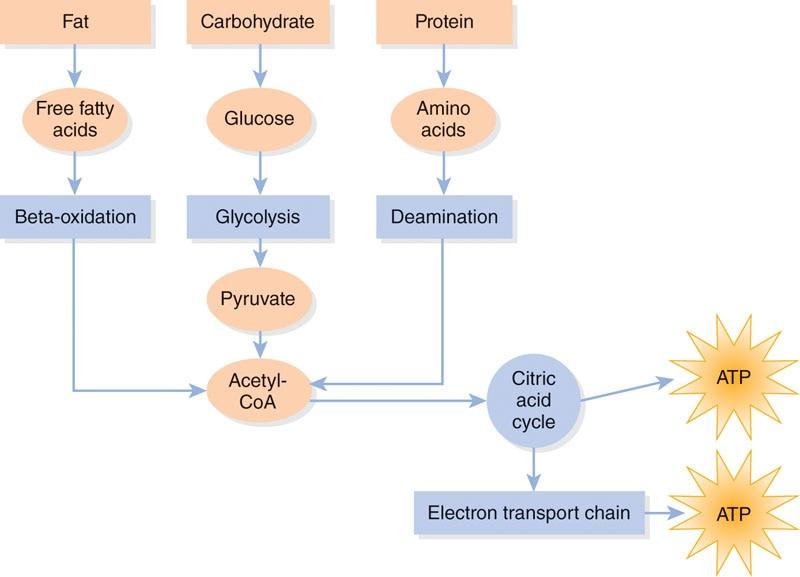 Fat
Carbohydrate
Protein
Free fatty
acids
Glucose
Amino
acids
Beta-oxidation
Glycolysis
Deamination
Pyruvate
Acetyl-
CoA
Citric
acid
cycle
ATP
Electron transport chain
ATP